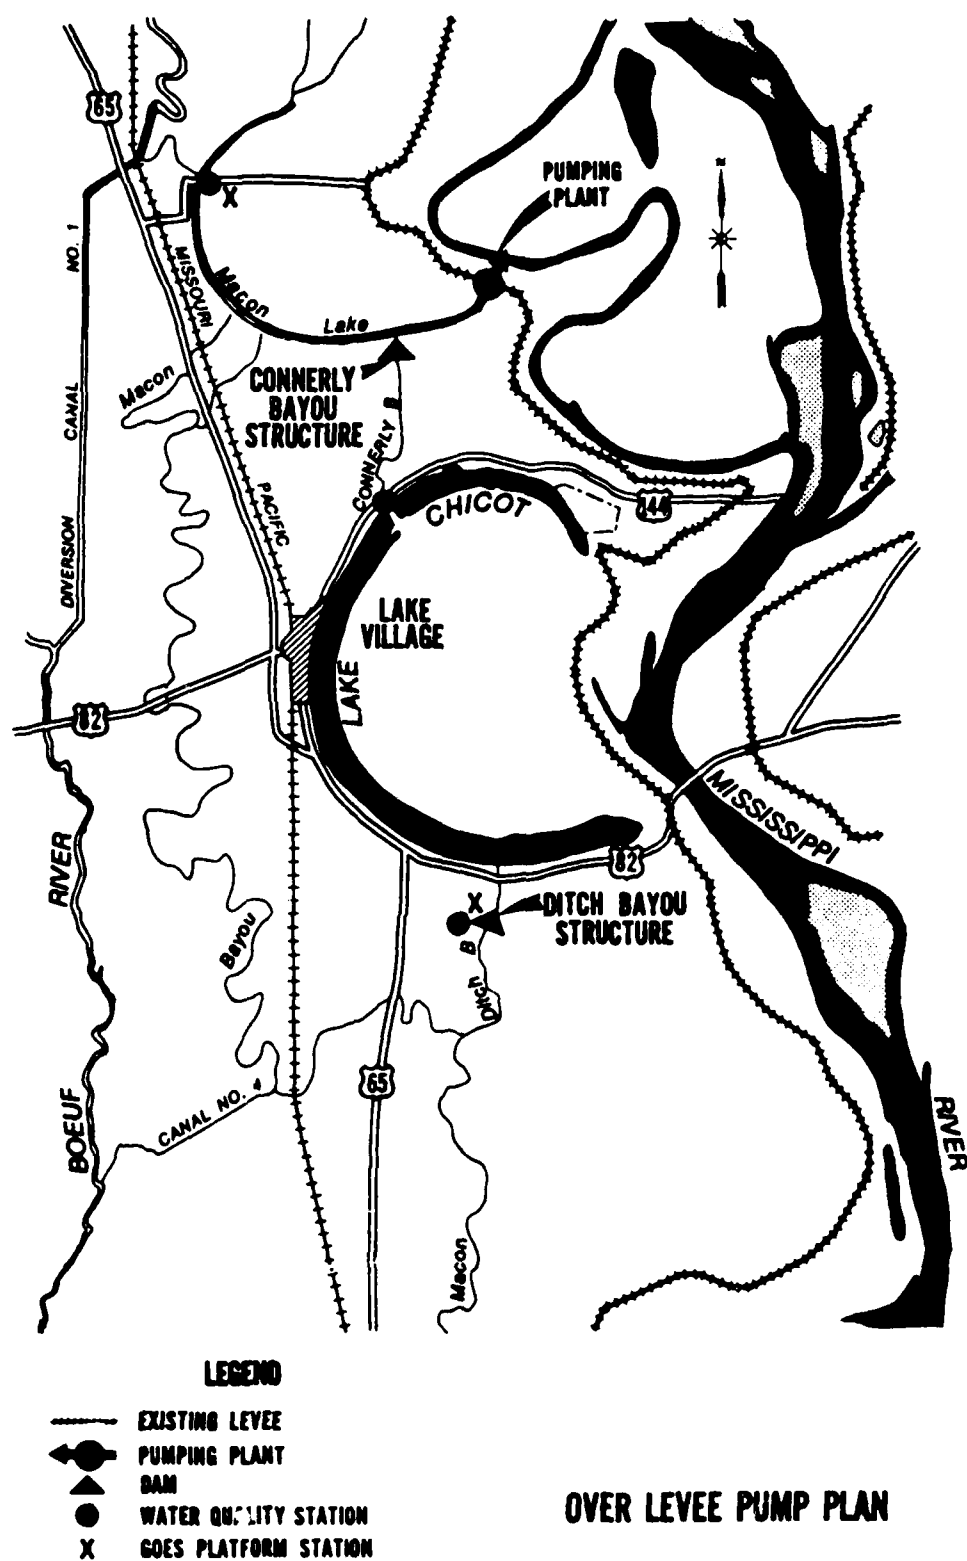 65
N
PUMPING
PLANT
X
NO. 1
CANAL
DIVERSION
MISSOURI
PACIFIC
Macon
Lake
Macon
CONNERLY
BAYOU
STRUCTURE
CONNERLY B
CHICOT
144
LAKE
VILLAGE
LAKE
82
MISSISSIPPI
RIVER
82
RIVER
BOEUF
X
DITCH BAYOU
STRUCTURE
Bayou
Ditch B
65
CANAL NO. 4
Macon
LEGEND
EXISTING LEVEE
PUMPING PLANT
DAM
WATER QUALITY STATION
X GOES PLATFORM STATION
OVER LEVEE PUMP PLAN